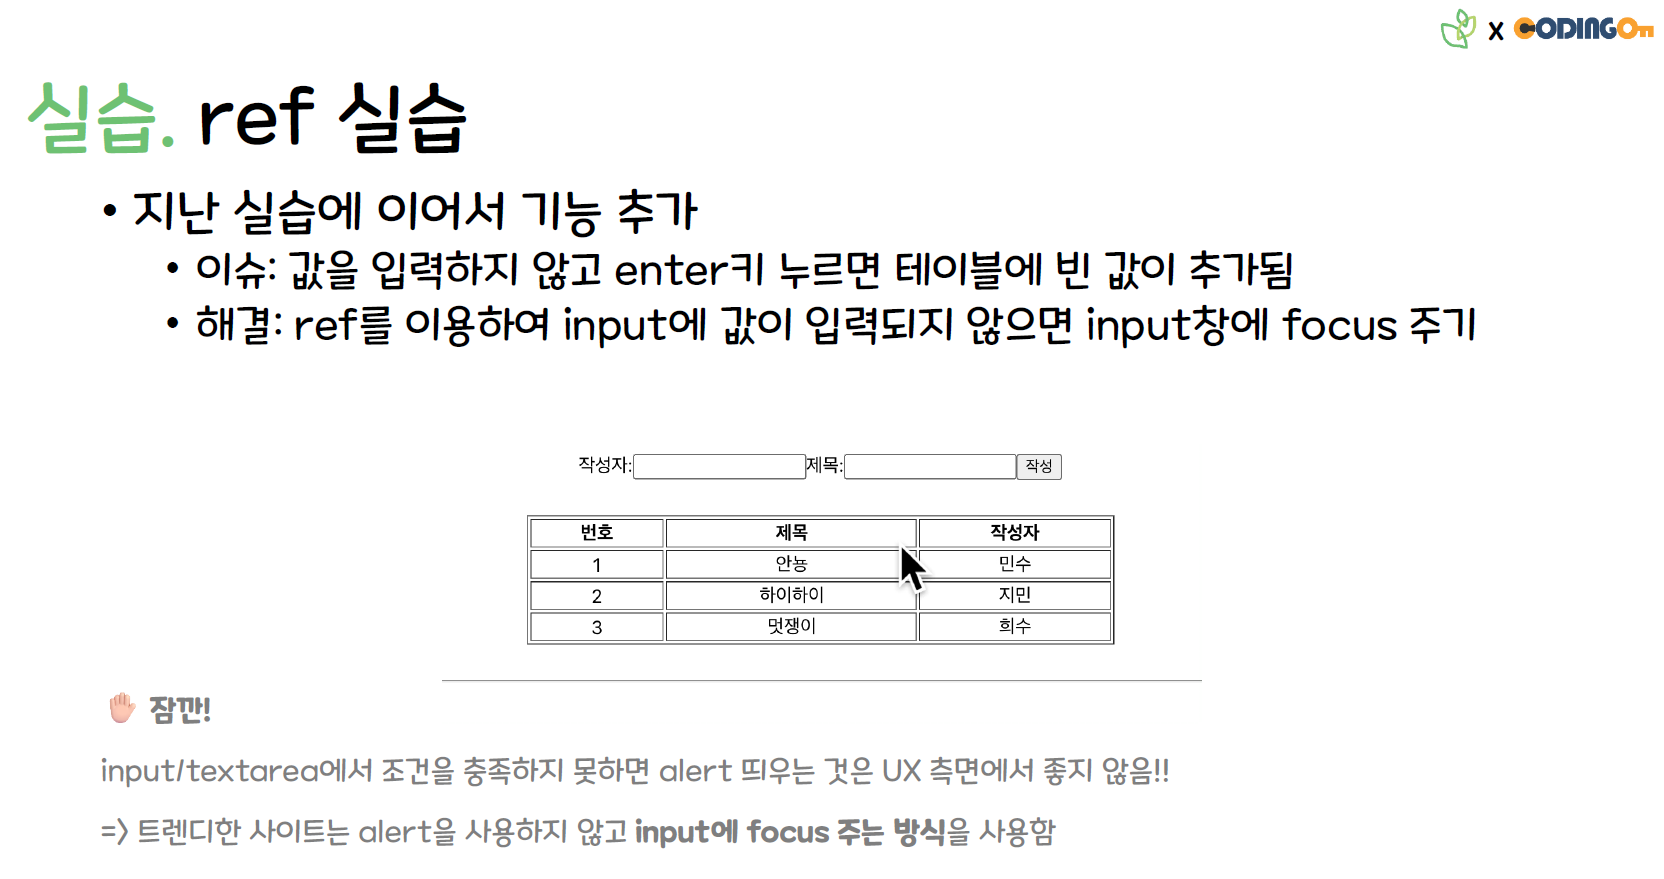 x CODINGOn
실습. ref 실습
• 지난 실습에 이어서 기능 추가
• 이슈: 값을 입력하지 않고 enter키 누르면 테이블에 빈 값이 추가됨
• 해결: ref를 이용하여 input에 값이 입력되지 않으면 input창에 focus 주기
작성자: 제목: 작성
번호 제목 작성자
1 안뇽 민수
2 하이하이 지민
3 멋쟁이 희수
잠깐!
input/textarea에서 조건을 충족하지 못하면 alert 띄우는 것은 UX 측면에서 좋지 않음!!
=> 트렌디한 사이트는 alert을 사용하지 않고 input에 focus 주는 방식을 사용함